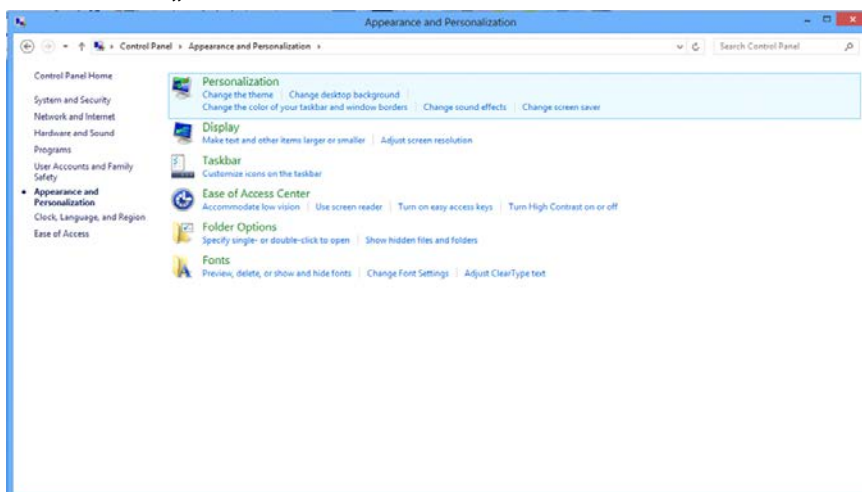 Appearance and Personalization
Control Panel Appearance and Personalization
Search Control Panel
Control Panel Home
System and Security
Network and Internet
Hardware and Sound
Programs
User Accounts and Family
Safety
Appearance and
Personalization
Clock, Language, and Region
Ease of Access
Personalization
Change the theme Change desktop background
Change the color of your taskbar and window borders Change sound effects Change screen saver
Display
Make text and other items larger or smaller Adjust screen resolution
Taskbar
Customize icons on the taskbar
Ease of Access Center
Accommodate low vision Use screen reader Turn on easy access keys Turn High Contrast on or off
Folder Options
Specify single- or double-click to open Show hidden files and folders
Fonts
Preview, delete, or show and hide fonts Change Font Settings Adjust ClearType text